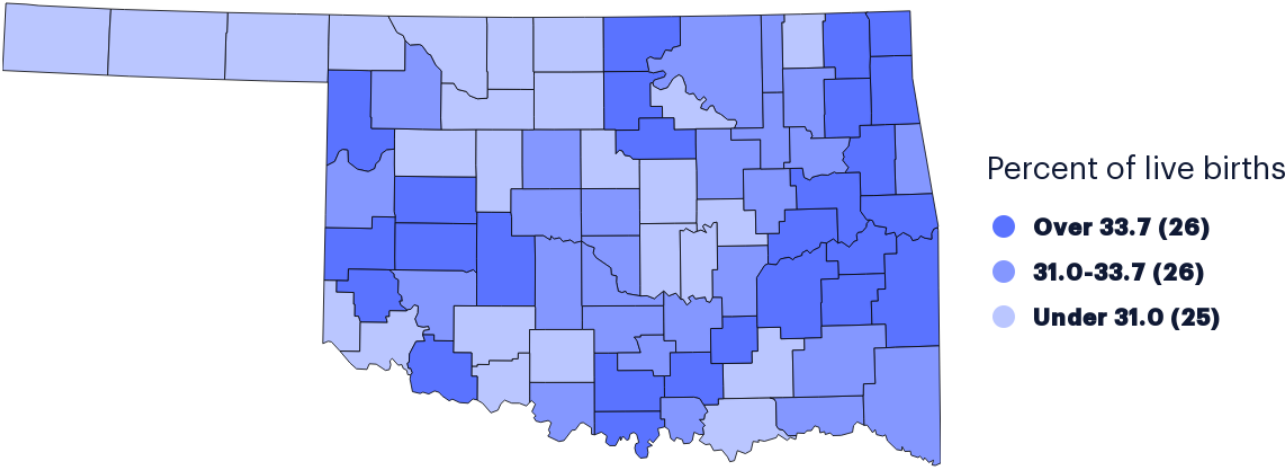 Percent of live births
Over 33.7 (26)
31.0-33.7 (26)
Under 31.0 (25)